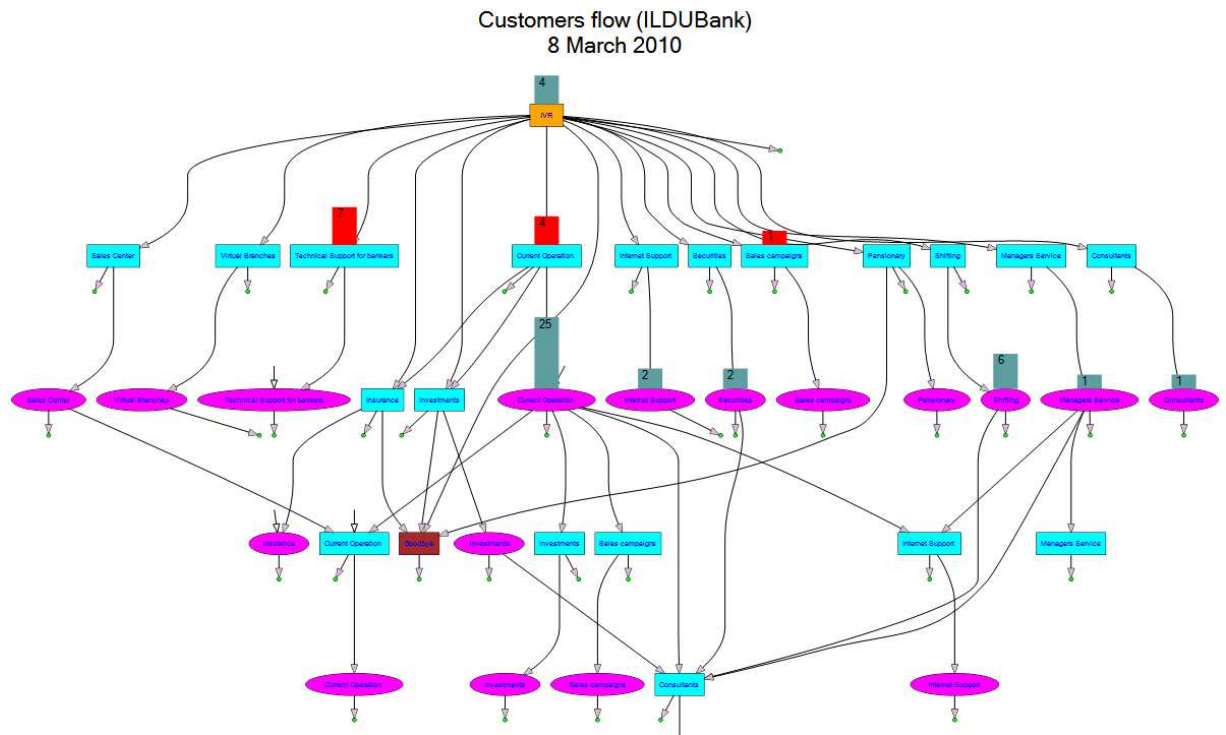 Customers flow (ILDUBank)
8 March 2010
4
IVR
7
4
1
Sales Center
Virtual Branches
Technical Support for bankers
Current Operation
Internet Support
Securities
Sales campaigns
Pensionary
Shifting
Managers Service
Consultants
25
2
2
6
1
1
Sales Center
Virtual Branches
Technical Support for bankers
Insurance
Investments
Current Operation
Internet Support
Securities
Sales campaigns
Pensionary
Shifting
Managers Service
Consultants
Insurance
Current Operation
Goodbye
Investments
Investments
Sales campaigns
Internet Support
Managers Service
Current Operation
Investments
Sales campaigns
Consultants
Internet Support